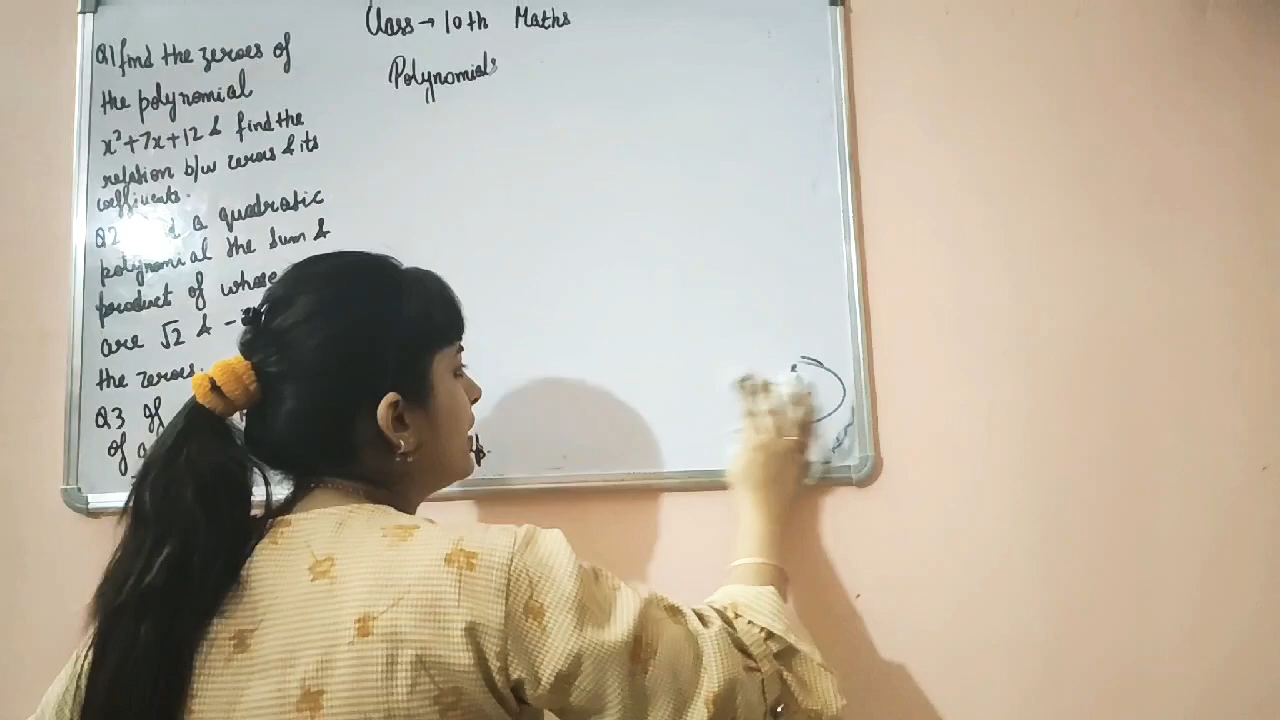 Class → 10th Maths
Polynomials
Q1 find the zeroes of
the polynomial
x²+7x+12 & find the
relation b/w zeroes & its
coefficients.
Q2 a quadratic
polynomial the sum &
product of whose
are √2 & -
the zeroes.
Q3 If
of